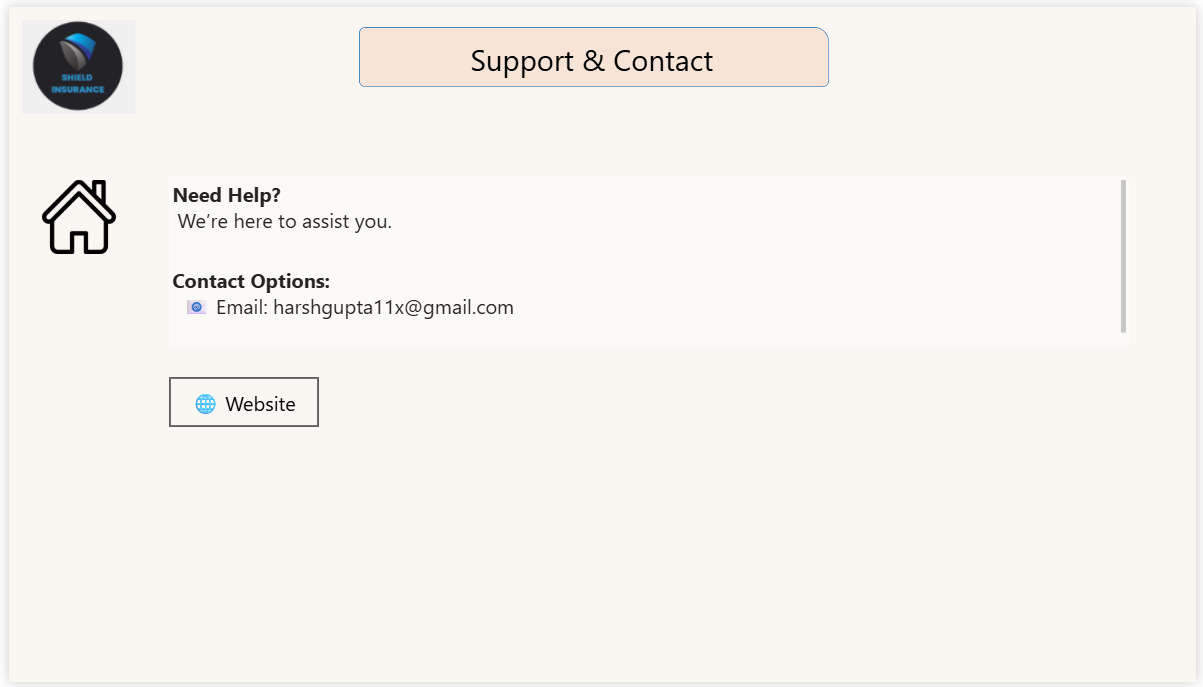 SHIELD
INSURANCE
Support & Contact
Need Help?
We’re here to assist you.
Contact Options:
📧 Email: harshgupta11x@gmail.com
🌐 Website